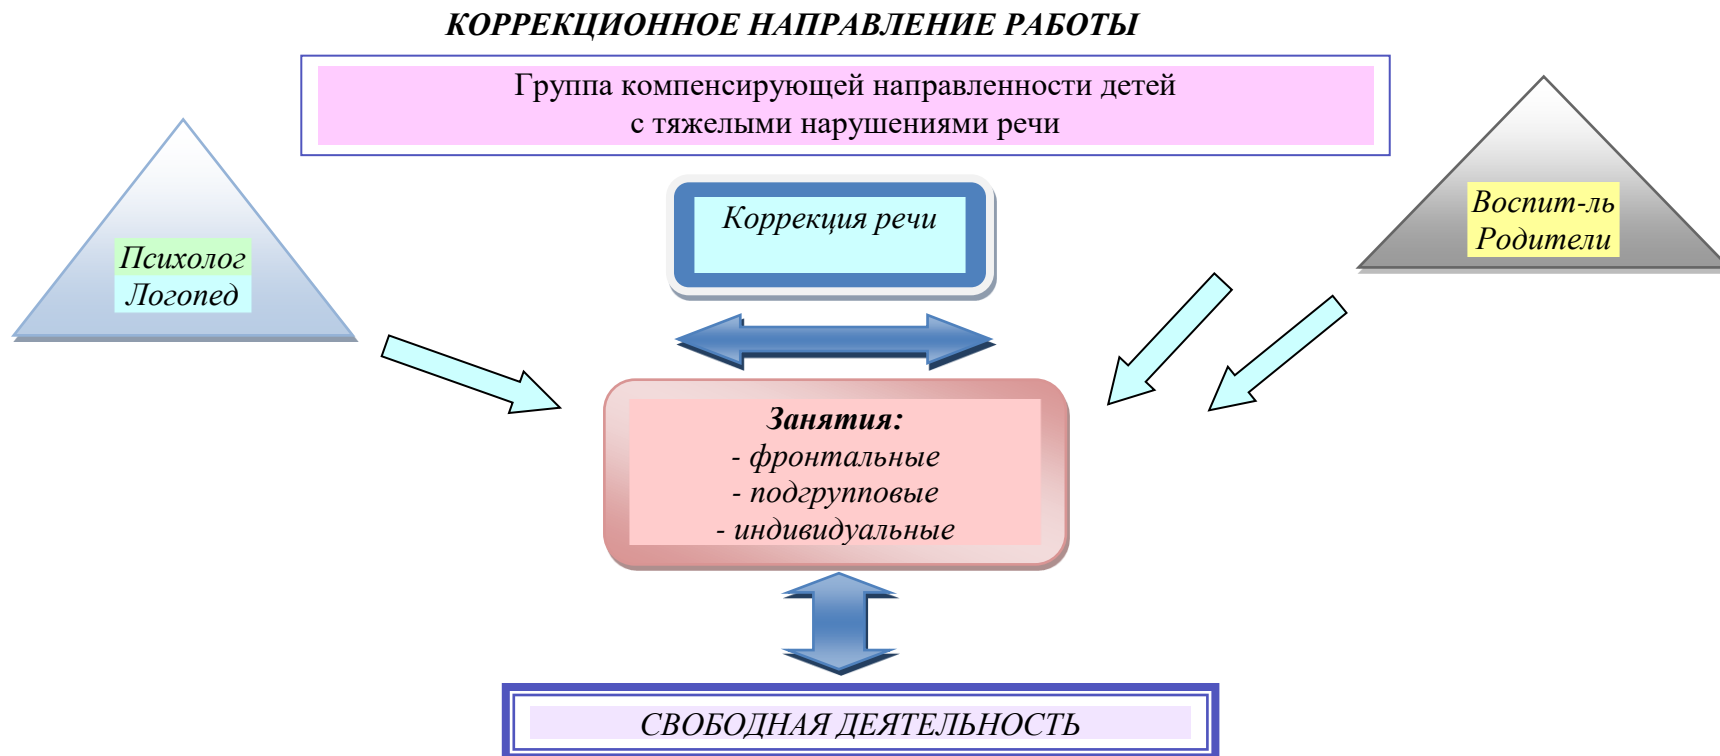 КОРРЕКЦИОННОЕ НАПРАВЛЕНИЕ РАБОТЫ
Группа компенсирующей направленности детей
с тяжелыми нарушениями речи
Психолог
Логопед
Коррекция речи
Воспит-ль
Родители
Занятия:
- фронтальные
- подгрупповые
- индивидуальные
СВОБОДНАЯ ДЕЯТЕЛЬНОСТЬ